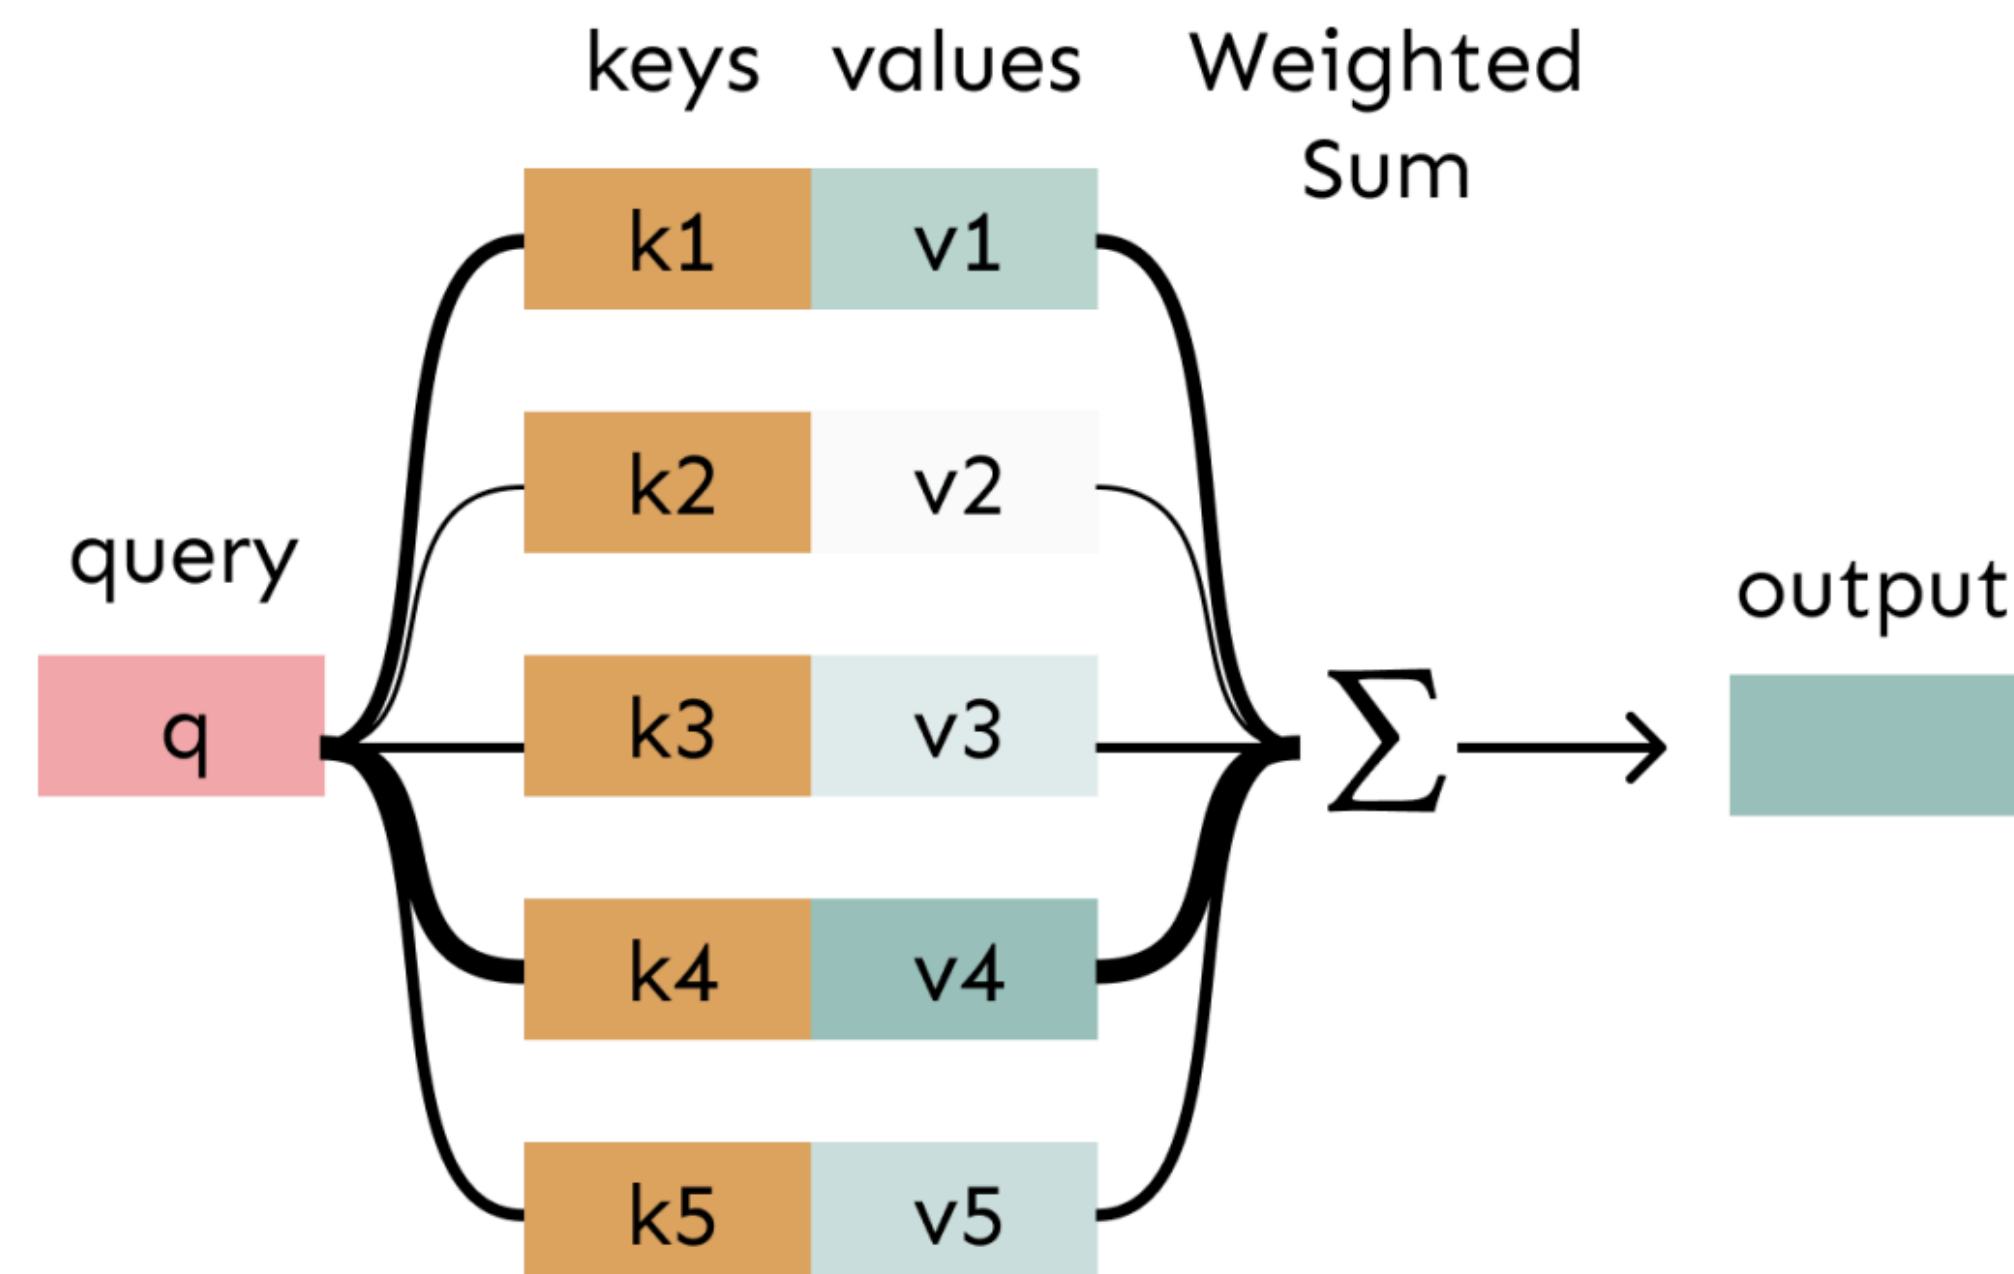 keys values Weighted
Sum
k1 v1
k2 v2
query
output
q
k3 v3
∑
k4 v4
k5 v5